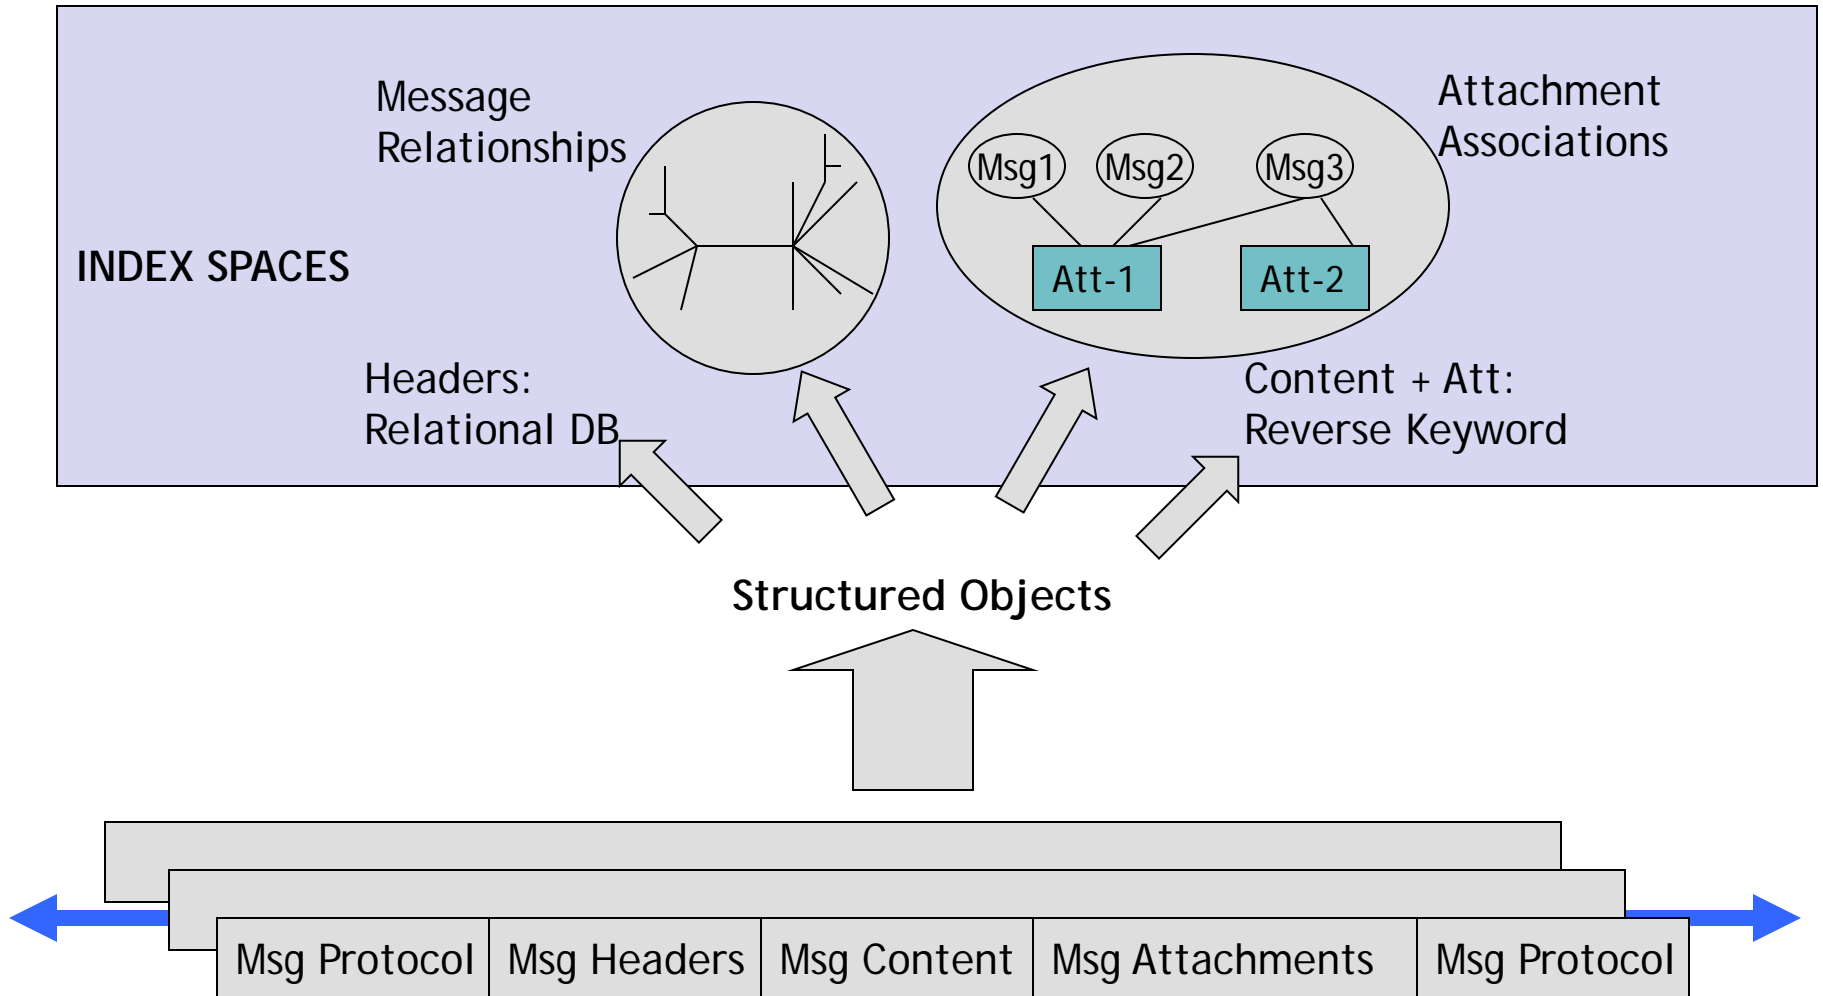 Message
Relationships
Attachment
Associations
Msg1
Msg2
Msg3
INDEX SPACES
Att-1
Att-2
Headers:
Relational DB
Content + Att:
Reverse Keyword
Structured Objects
Msg Protocol
Msg Headers
Msg Content
Msg Attachments
Msg Protocol